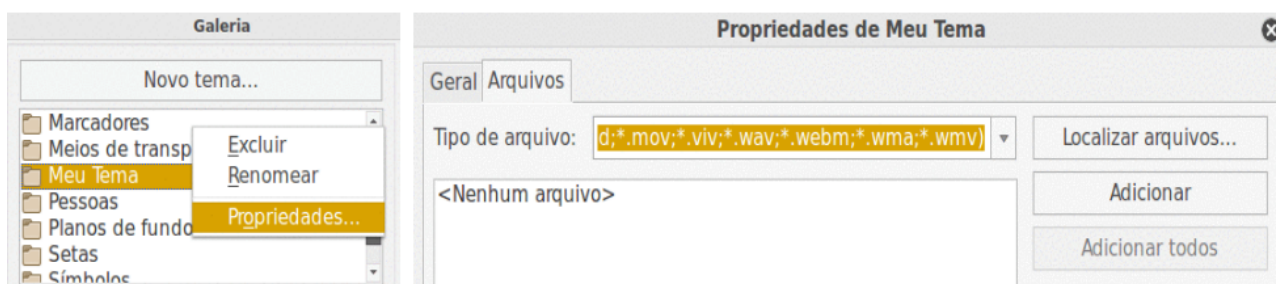 Galeria
Novo tema...
Marcadores
Meios de transp
Meu Tema
Pessoas
Planos de fundo
Setas
Símbolos
Excluir
Renomear
Propriedades...
Propriedades de Meu Tema
Geral Arquivos
Tipo de arquivo: d;*.mov;*.viv;*.wav;*.webm;*.wma;*.wmv) Localizar arquivos...
<Nenhum arquivo>
Adicionar
Adicionar todos